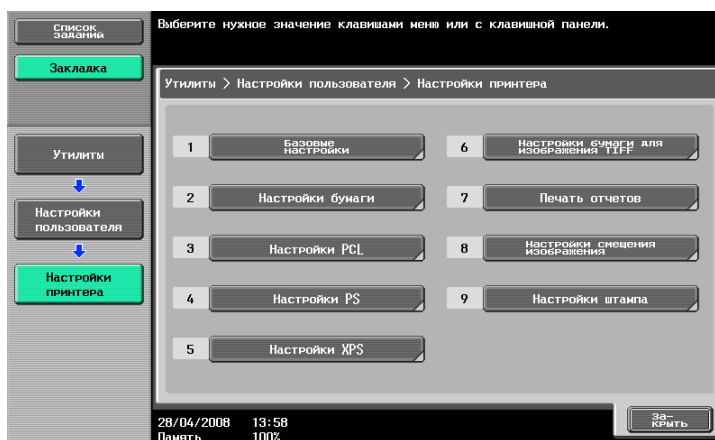 Список
заданий
Выберите нужное значение клавишами меню или с клавишной панели.
Закладка
Утилиты > Настройки пользователя > Настройки принтера
Утилиты
Настройки
пользователя
Настройки
принтера
1 Базовые
настройки
2 Настройки бумаги
3 Настройки PCL
4 Настройки PS
5 Настройки XPS
6 Настройки бумаги для
изображения TIFF
7 Печать отчетов
8 Настройки смещения
изображения
9 Настройки штампа
28/04/2008 13:58
Память 100%
За-
крыть